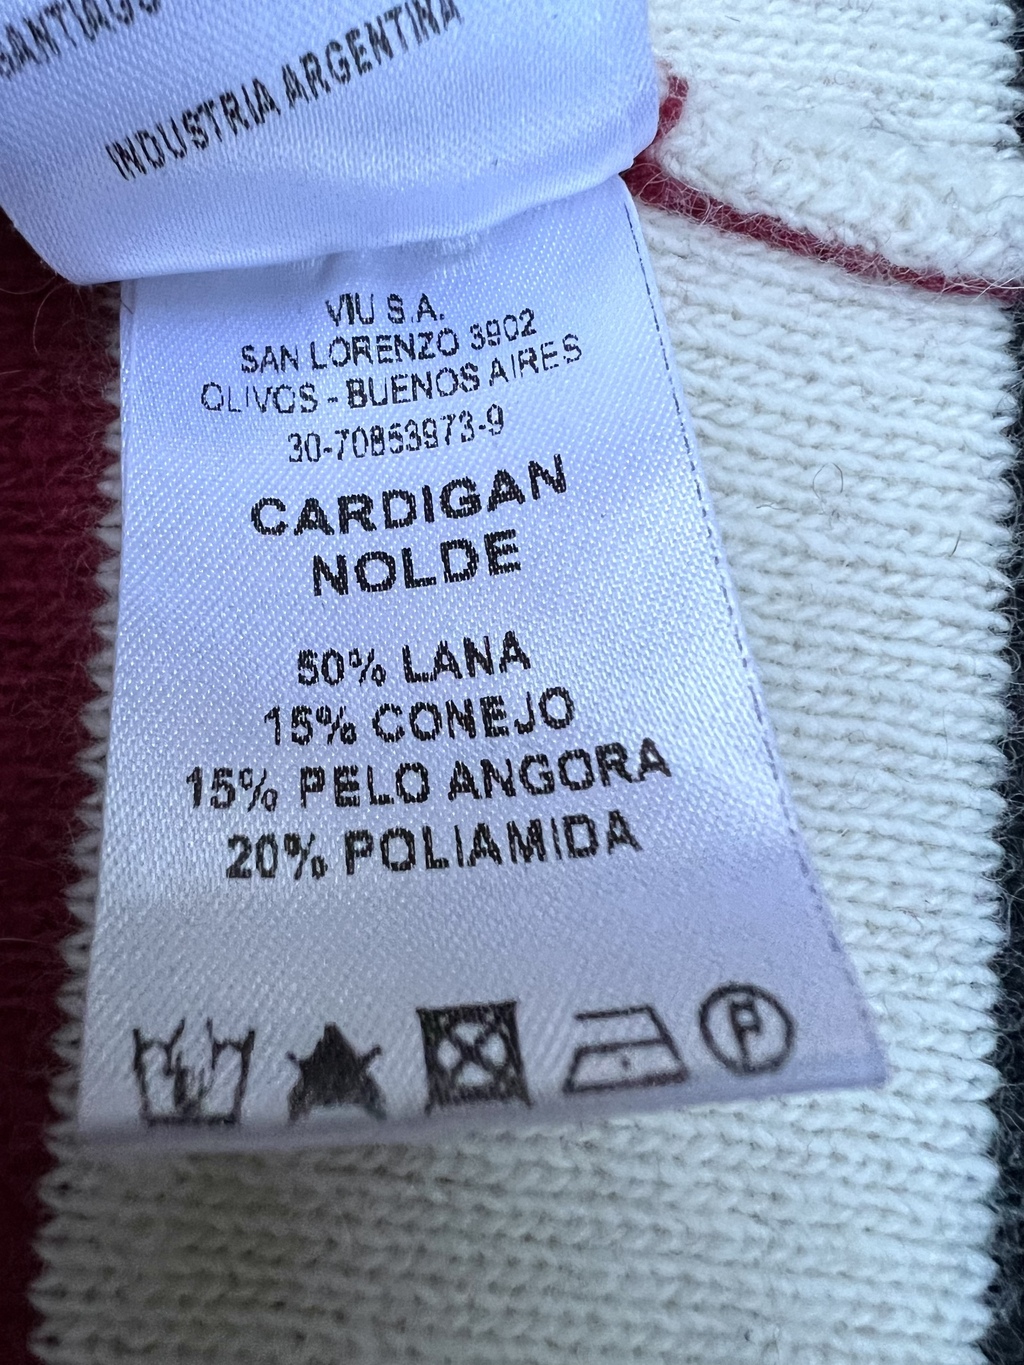 INDUSTRIA ARGENTINA
VIU S.A.
SAN LORENZO 3902
OLIVOS - BUENOS AIRES
30-70853973-9
CARDIGAN
NOLDE
50% LANA
15% CONEJO
15% PELO ANGORA
20% POLIAMIDA
P